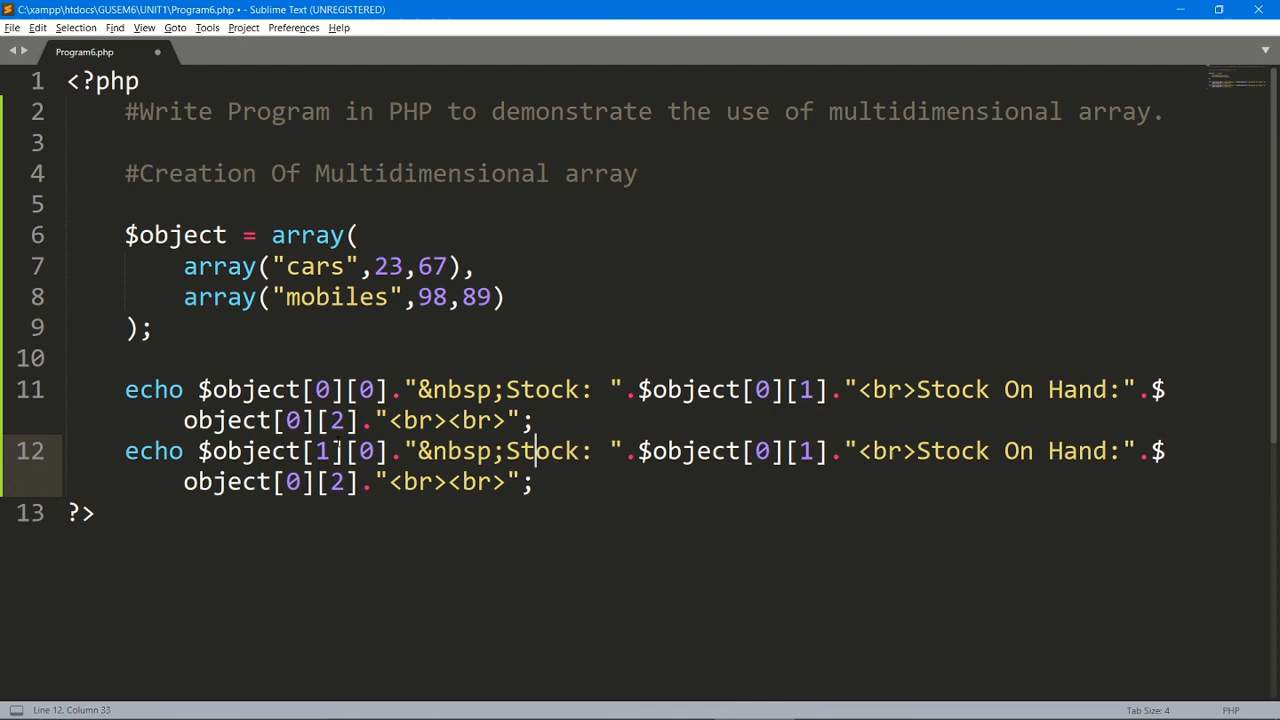 C:\xampp\htdocs\GUSEM6\UNIT1\Program6.php • - Sublime Text (UNREGISTERED)
File Edit Selection Find View Goto Tools Project Preferences Help
Program6.php
1 <?php
2 #Write Program in PHP to demonstrate the use of multidimensional array.
3
4 #Creation Of Multidimensional array
5
6 $object = array(
7 array("cars",23,67),
8 array("mobiles",98,89)
9 );
10
11 echo $object[0][0]."&nbsp;Stock: ".$object[0][1]."<br>Stock On Hand:".$
object[0][2]."<br><br>";
12 echo $object[1][0]."&nbsp;Stock: ".$object[0][1]."<br>Stock On Hand:".$
object[0][2]."<br><br>";
13 ?>
Line 12, Column 33 Tab Size: 4 PHP